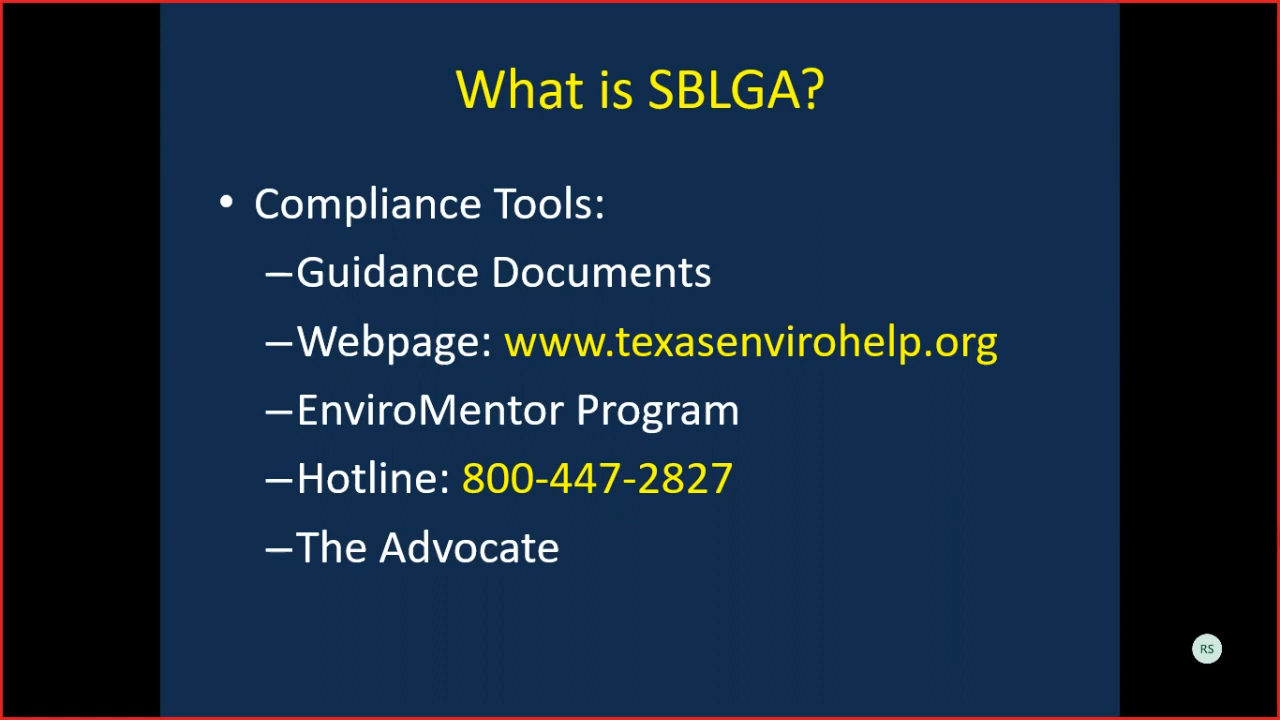 What is SBLGA?
• Compliance Tools:
–Guidance Documents
–Webpage: www.texasenvirohelp.org
–EnviroMentor Program
–Hotline: 800-447-2827
–The Advocate
RS